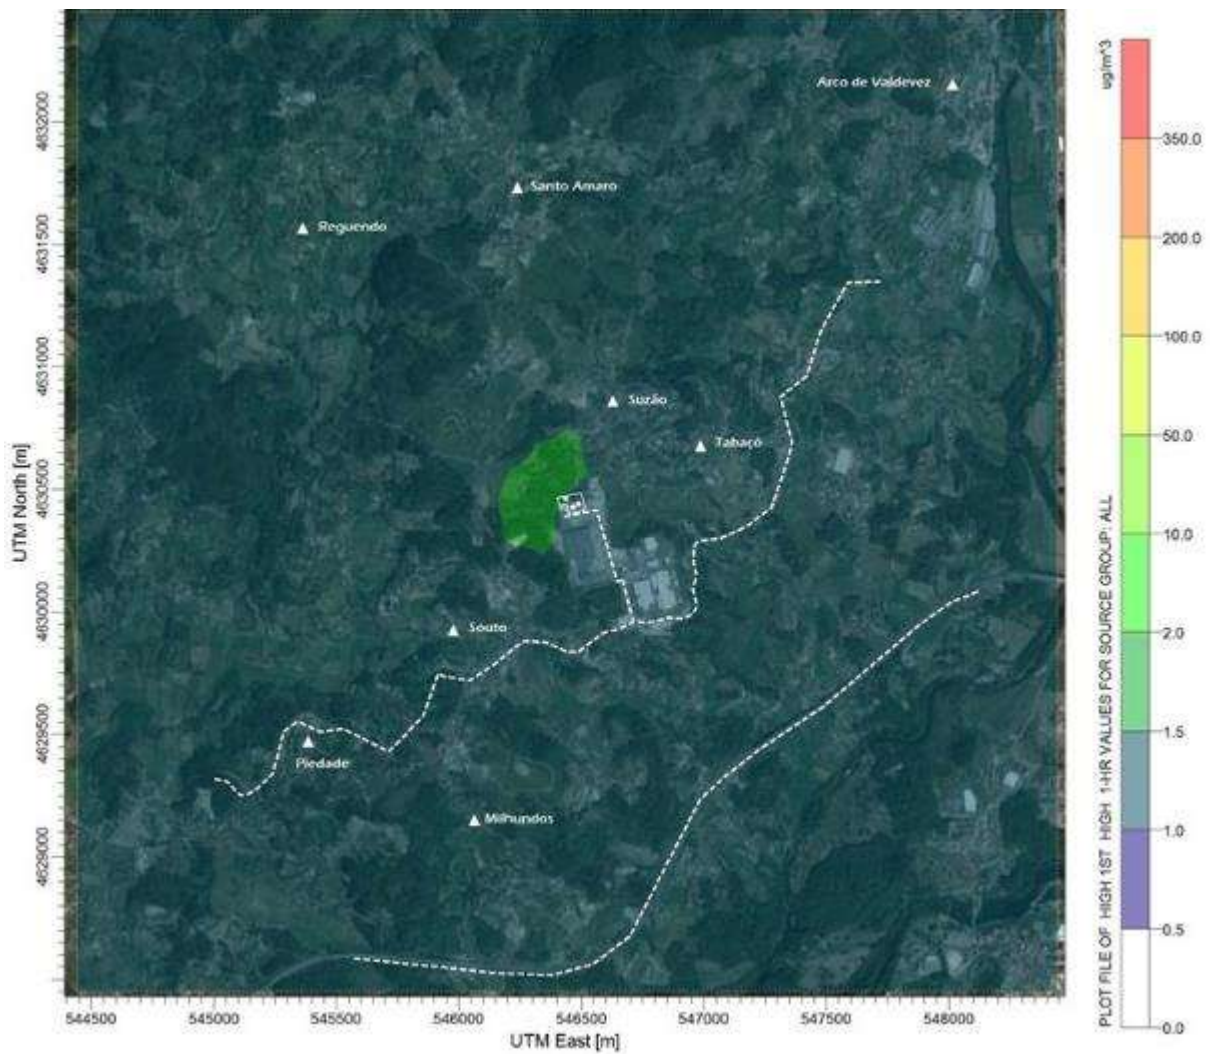 ug/m^3
Arco de Valdevez
Santo Amaro
Reguendo
Suzão
Tabaçô
Souto
Piedade
Milhundos
4632000
4631500
4631000
4630500
4630000
4629500
4629000
UTM North [m]
544500 545000 545500 546000 546500 547000 547500 548000
UTM East [m]
350.0
200.0
100.0
50.0
10.0
2.0
1.5
1.0
0.5
0.0
PLOT FILE OF HIGH 1ST HIGH 1-HR VALUES FOR SOURCE GROUP: ALL